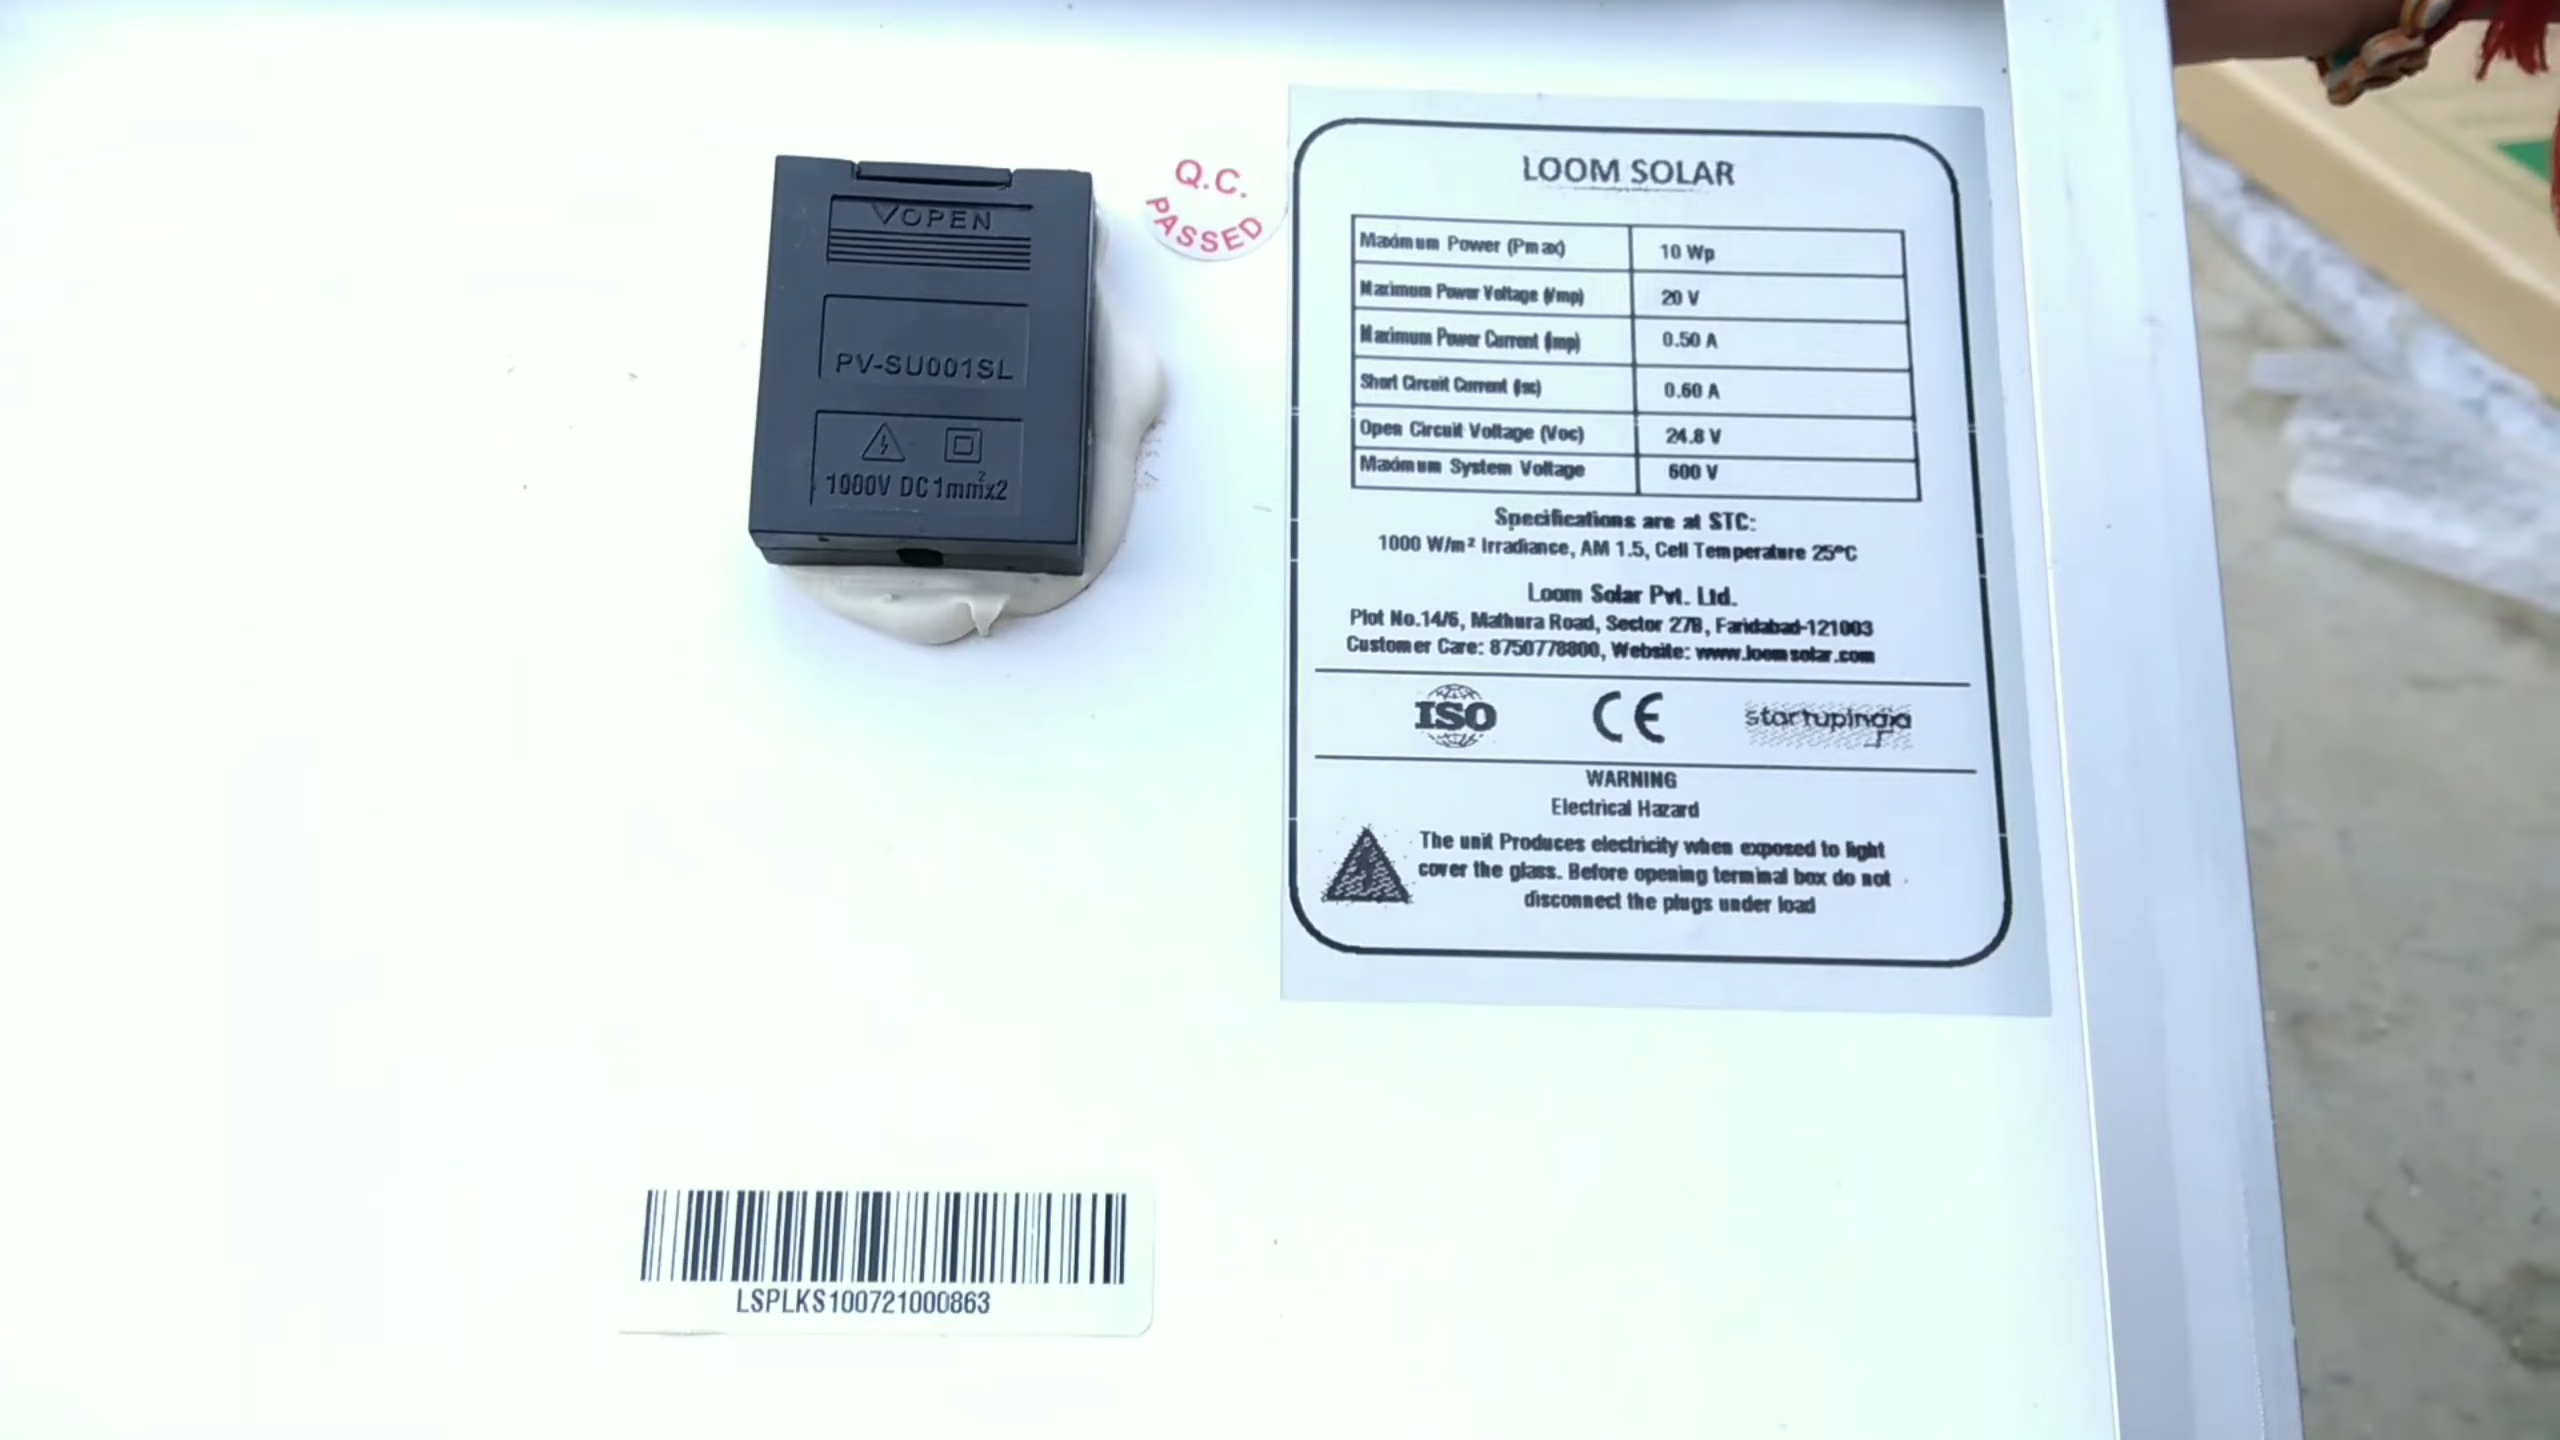 OPEN
PV-SU001SL
1000V DC 1mm²x2
Q.C.
PASSED
LOOM SOLAR
Maximum Power (Pmax) 10 Wp
Maximum Power Voltage (Vmp) 20 V
Maximum Power Current (Imp) 0.50 A
Short Circuit Current (Isc) 0.60 A
Open Circuit Voltage (Voc) 24.8 V
Maximum System Voltage 600 V
Specifications are at STC:
1000 W/m² Irradiance, AM 1.5, Cell Temperature 25°C
Loom Solar Pvt. Ltd.
Plot No.14/6, Mathura Road, Sector 27B, Faridabad-121003
Customer Care: 8750778800, Website: www.loomsolar.com
ISO CE startupindia
WARNING
Electrical Hazard
The unit Produces electricity when exposed to light
cover the glass. Before opening terminal box do not
disconnect the plugs under load
LSPLKS100721000863